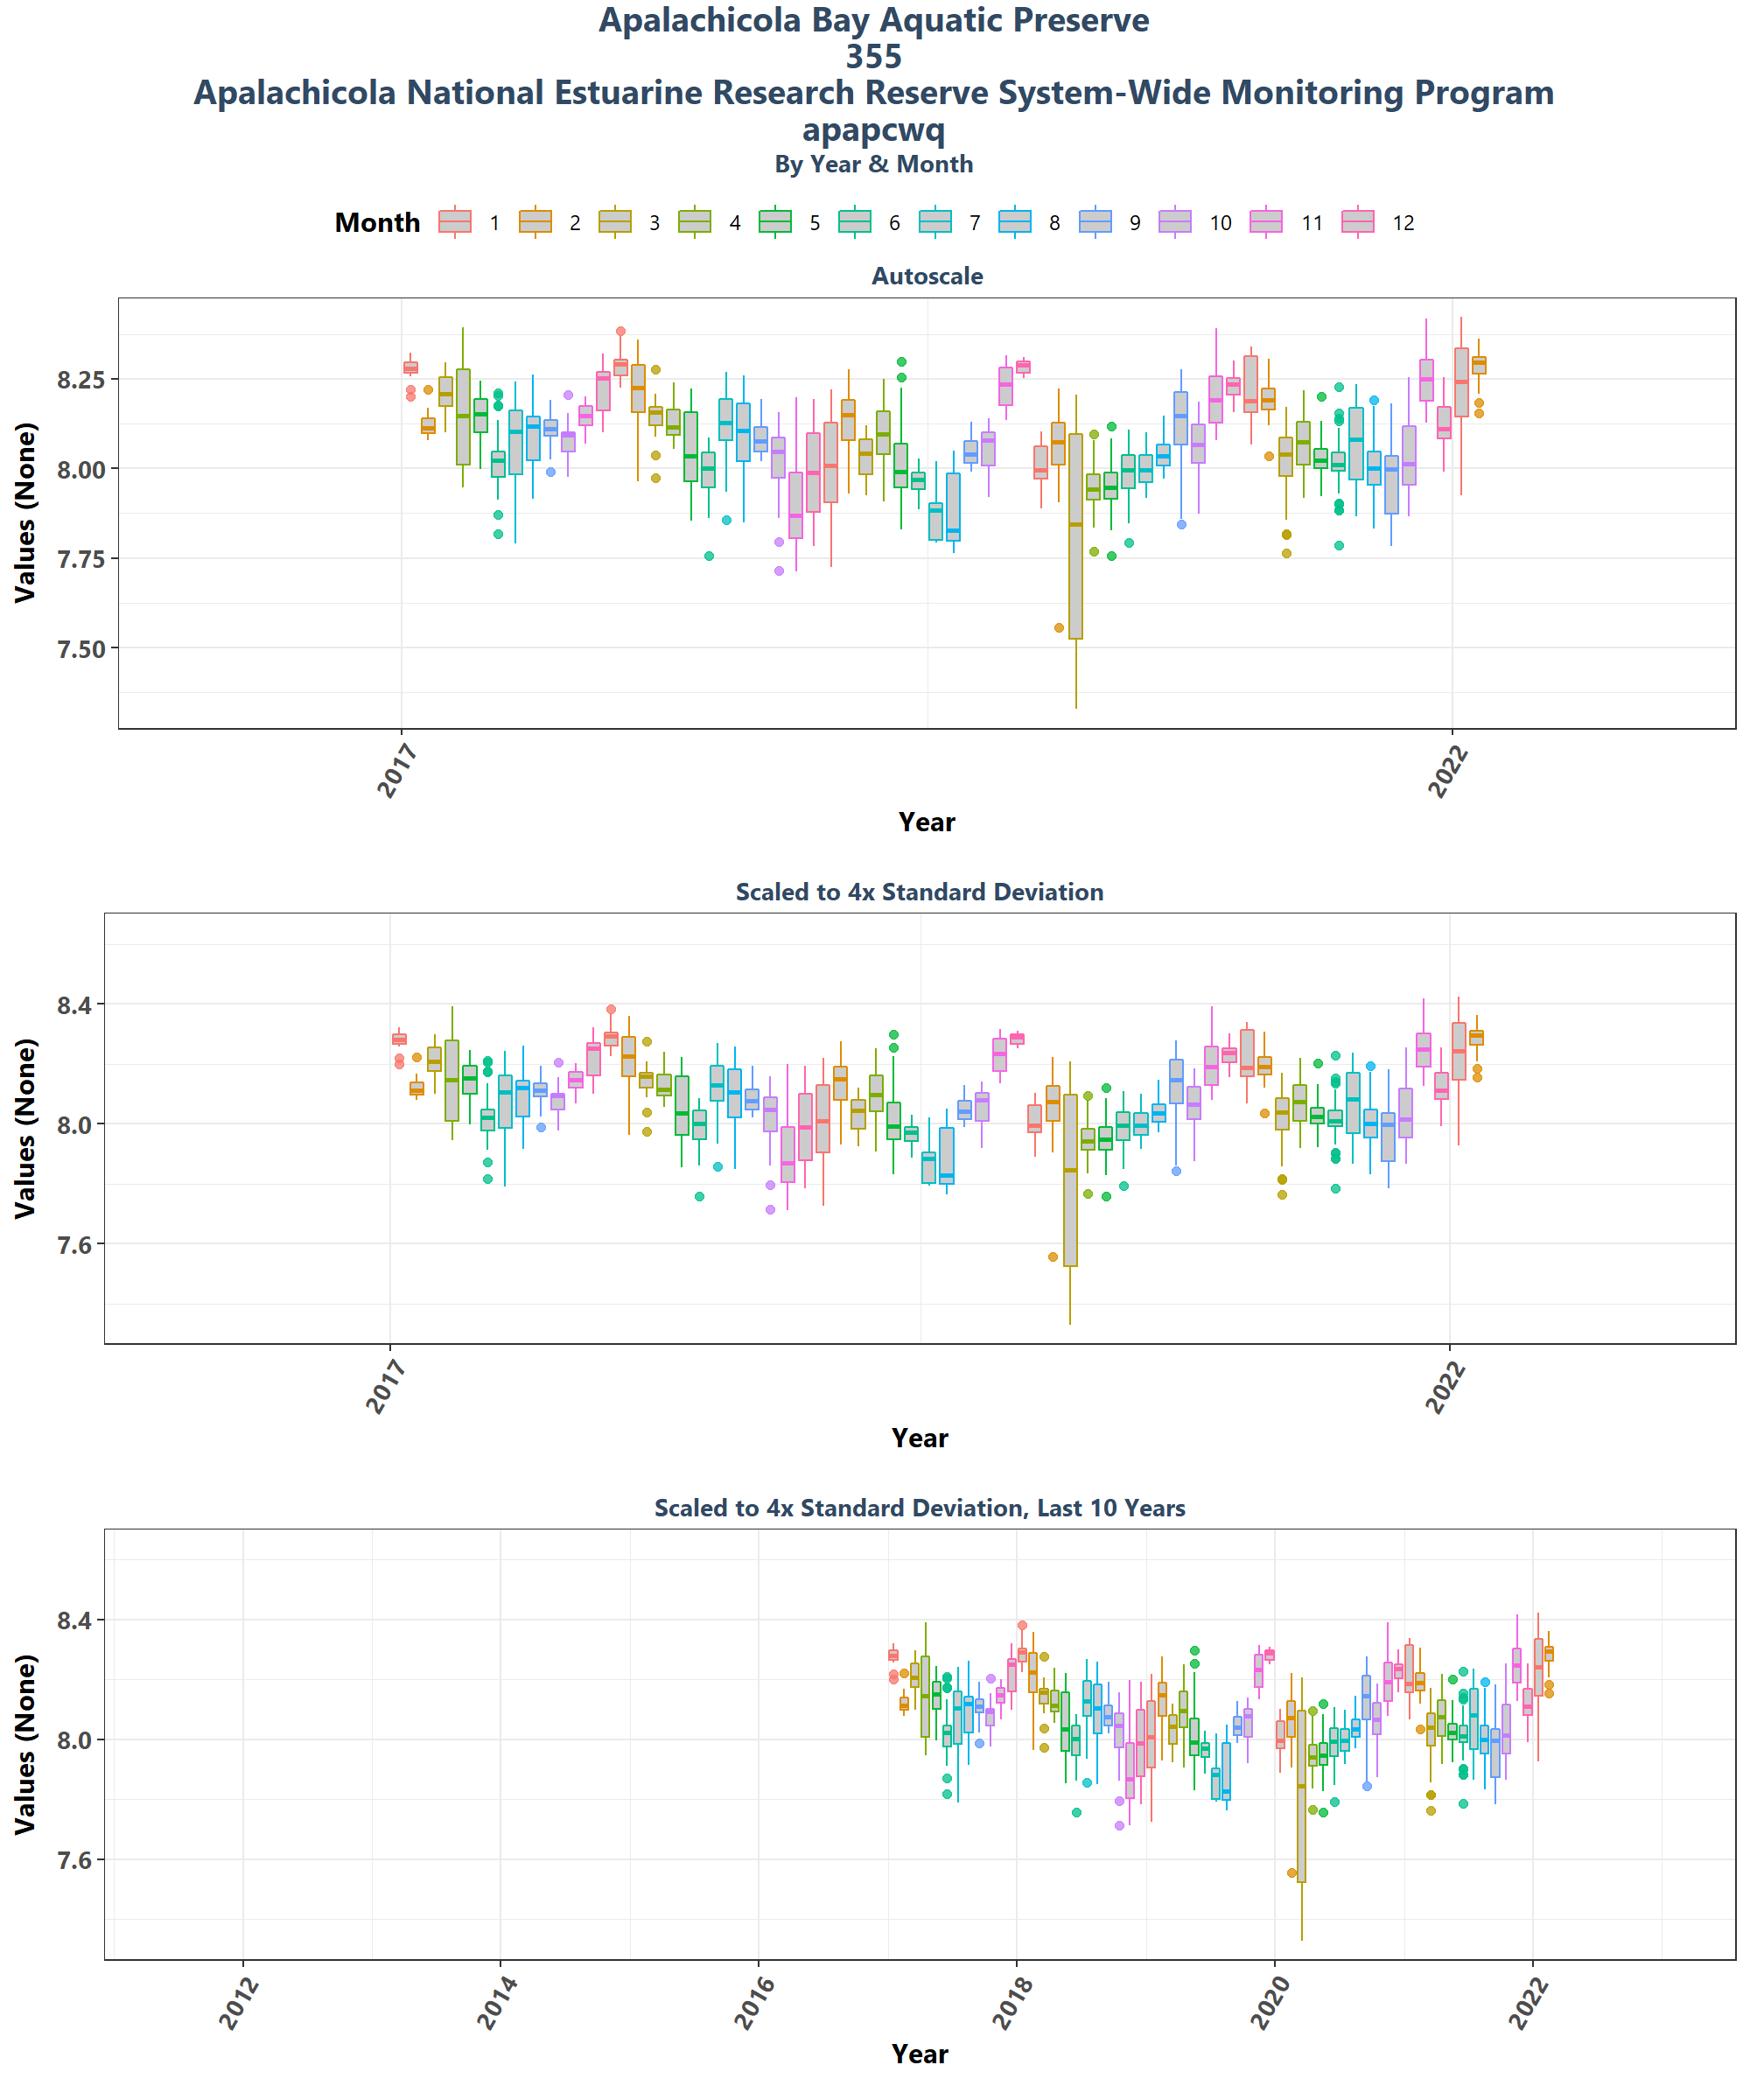 Apalachicola Bay Aquatic Preserve
355
Apalachicola National Estuarine Research Reserve System-Wide Monitoring Program
apapcwq
By Year & Month
Month 1 2 3 4 5 6 7 8 9 10 11 12
Autoscale
Values (None)
8.25
8.00
7.75
7.50
2017 2022
Year
Scaled to 4x Standard Deviation
Values (None)
8.4
8.0
7.6
2017 2022
Year
Scaled to 4x Standard Deviation, Last 10 Years
Values (None)
8.4
8.0
7.6
2012 2014 2016 2018 2020 2022
Year